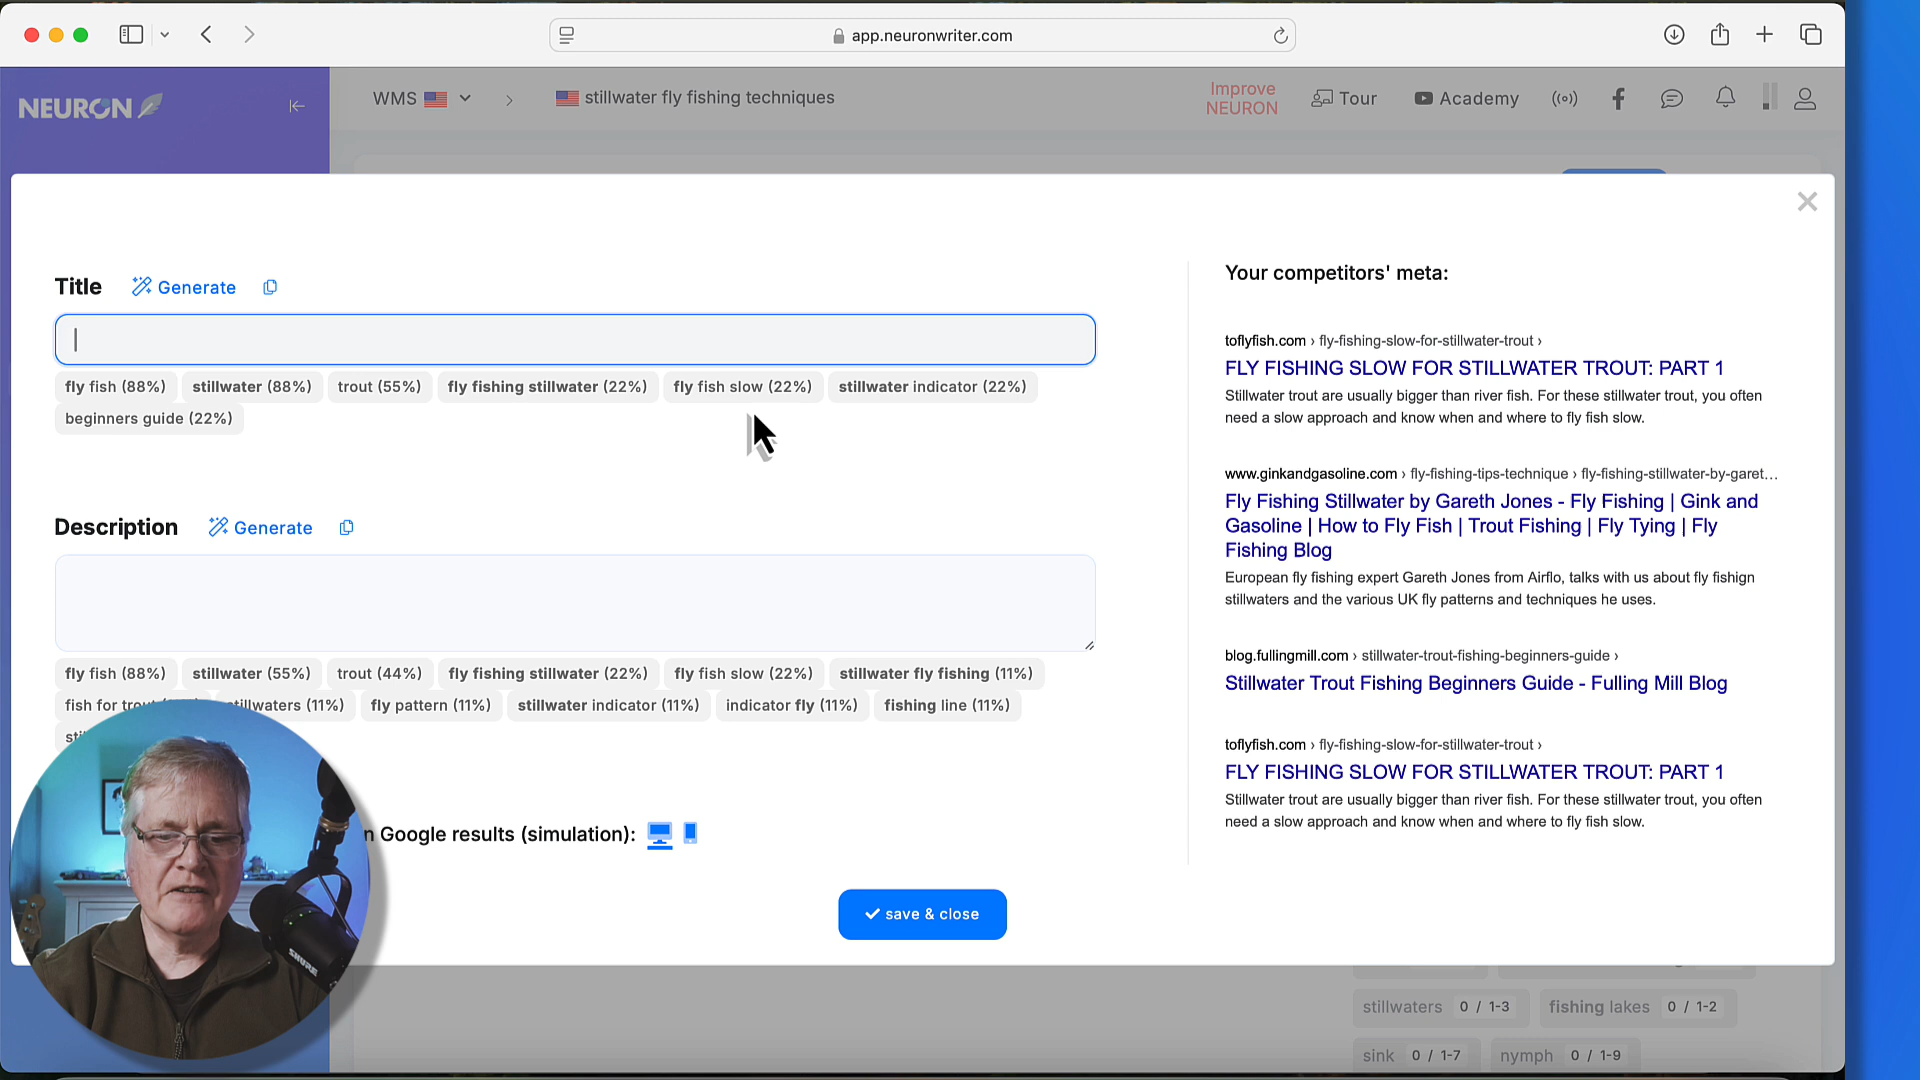 app.neuronwriter.com
NEURON
WMS
stillwater fly fishing techniques
Improve
NEURON
Tour
Academy
Title
Generate
fly fish (88%)
stillwater (88%)
trout (55%)
fly fishing stillwater (22%)
fly fish slow (22%)
stillwater indicator (22%)
beginners guide (22%)
Description
Generate
fly fish (88%)
stillwater (55%)
trout (44%)
fly fishing stillwater (22%)
fly fish slow (22%)
stillwater fly fishing (11%)
fish for
stillwaters (11%)
fly pattern (11%)
stillwater indicator (11%)
indicator fly (11%)
fishing line (11%)
Google results (simulation):
save & close
Your competitors' meta:
toflyfish.com › fly-fishing-slow-for-stillwater-trout ›
FLY FISHING SLOW FOR STILLWATER TROUT: PART 1
Stillwater trout are usually bigger than river fish. For these stillwater trout, you often
need a slow approach and know when and where to fly fish slow.
www.ginkandgasoline.com › fly-fishing-tips-technique › fly-fishing-stillwater-by-garet...
Fly Fishing Stillwater by Gareth Jones - Fly Fishing | Gink and
Gasoline | How to Fly Fish | Trout Fishing | Fly Tying | Fly
Fishing Blog
European fly fishing expert Gareth Jones from Airflo, talks with us about fly fishign
stillwaters and the various UK fly patterns and techniques he uses.
blog.fullingmill.com › stillwater-trout-fishing-beginners-guide ›
Stillwater Trout Fishing Beginners Guide - Fulling Mill Blog
toflyfish.com › fly-fishing-slow-for-stillwater-trout ›
FLY FISHING SLOW FOR STILLWATER TROUT: PART 1
Stillwater trout are usually bigger than river fish. For these stillwater trout, you often
need a slow approach and know when and where to fly fish slow.
stillwaters 0 / 1-3
fishing lakes 0 / 1-2
sink 0 / 1-7
nymph 0 / 1-9
SHURE